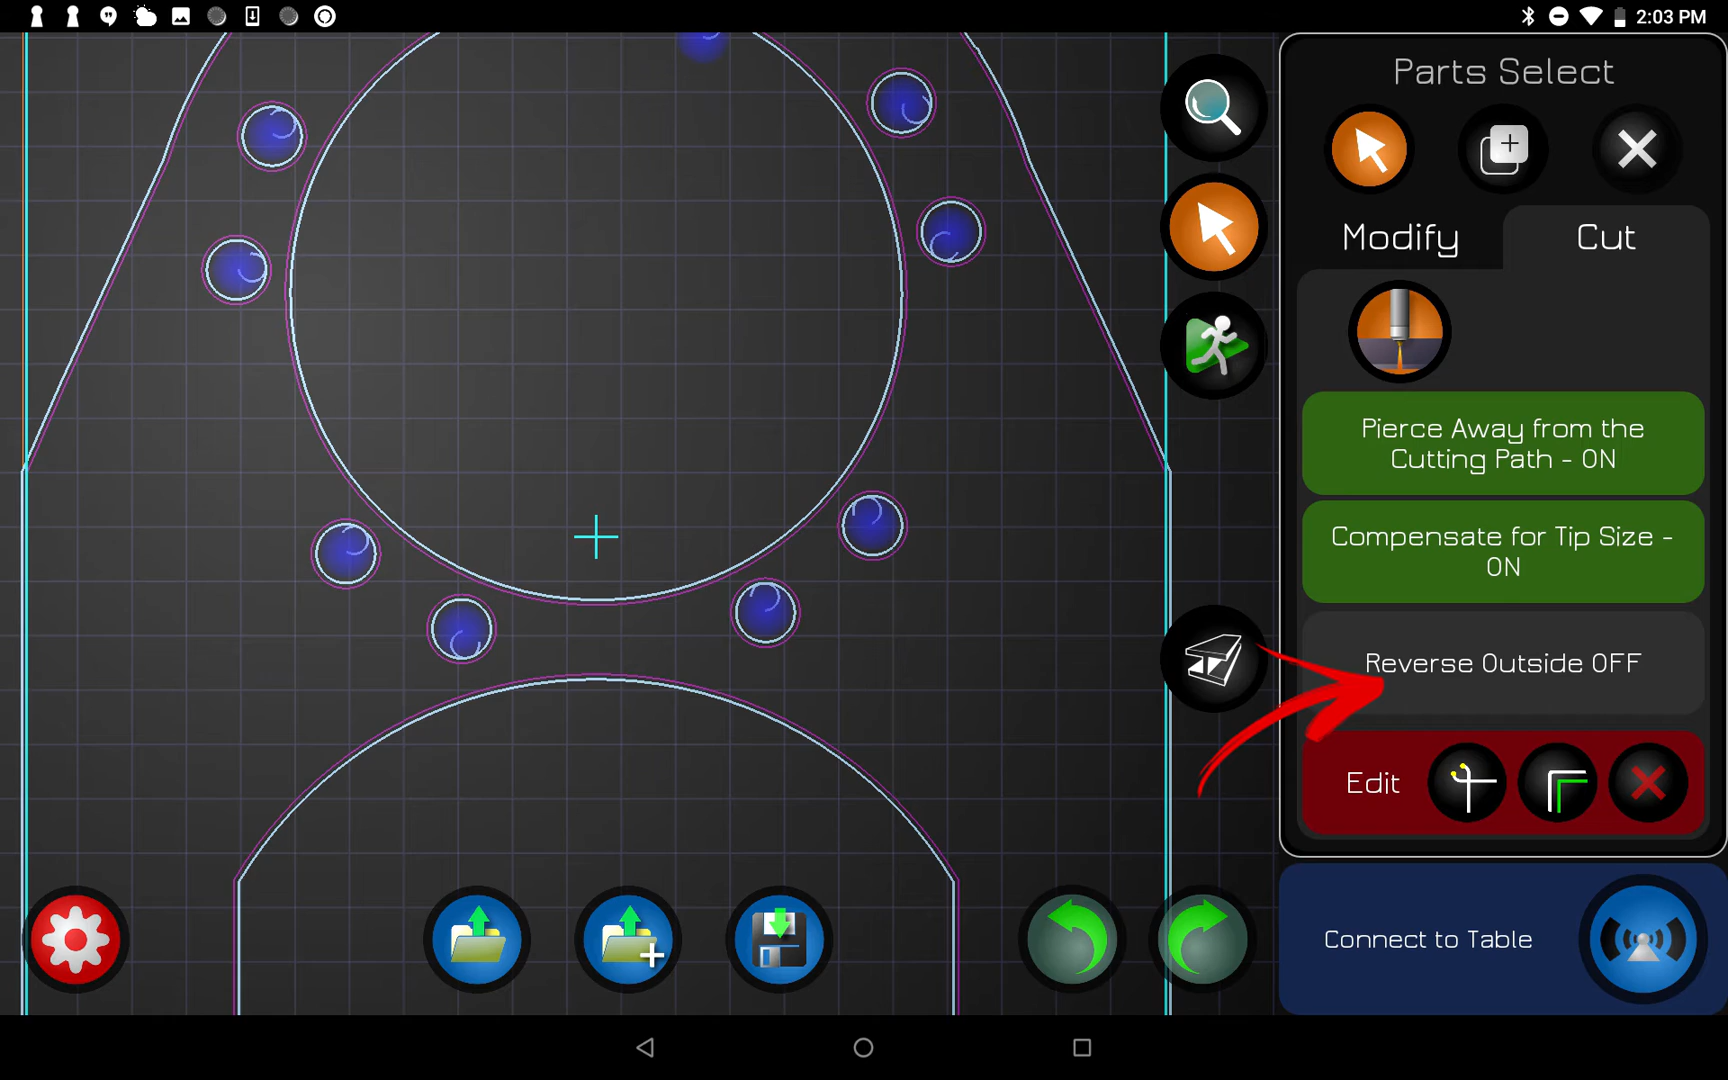 2:03 PM
Parts Select
Modify
Cut
Pierce Away from the
Cutting Path - ON
Compensate for Tip Size -
ON
Reverse Outside OFF
Edit
Connect to Table